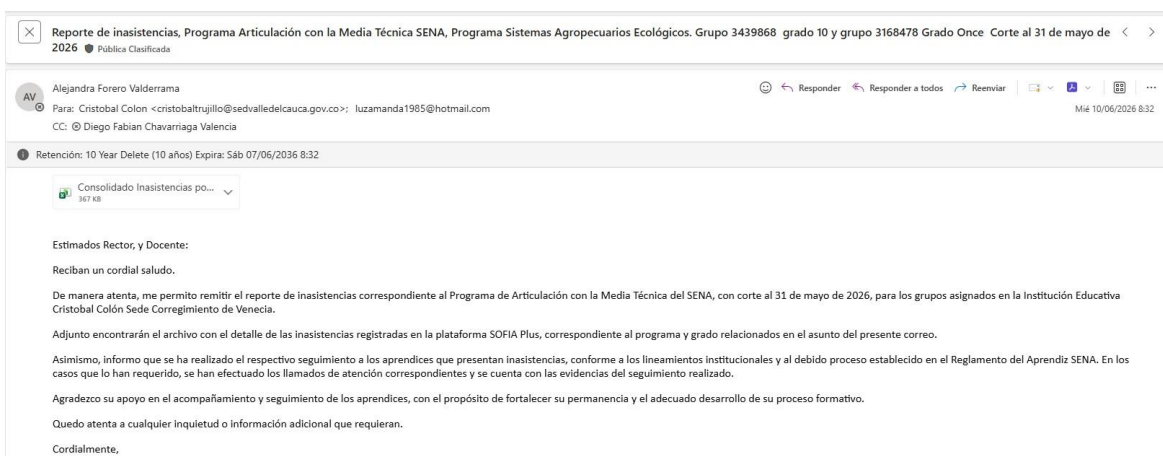 Reporte de inasistencias, Programa Articulación con la Media Técnica SENA, Programa Sistemas Agropecuarios Ecológicos. Grupo 3439868 grado 10 y grupo 3168478 Grado Once Corte al 31 de mayo de
2026 Pública Clasificada
AV
Alejandra Forero Valderrama
Responder Responder a todos Reenviar
Para: Cristobal Colon <cristobaltrujillo@sedvalledelcauca.gov.co>; luzamanda1985@hotmail.com
Mié 10/06/2026 8:32
CC: Diego Fabian Chavarriaga Valencia
Retención: 10 Year Delete (10 años) Expira: Sáb 07/06/2036 8:32
Consolidado Inasistencias po...
367 KB
Estimados Rector, y Docente:
Reciban un cordial saludo.
De manera atenta, me permito remitir el reporte de inasistencias correspondiente al Programa de Articulación con la Media Técnica del SENA, con corte al 31 de mayo de 2026, para los grupos asignados en la Institución Educativa
Cristobal Colón Sede Corregimiento de Venecia.
Adjunto encontrarán el archivo con el detalle de las inasistencias registradas en la plataforma SOFIA Plus, correspondiente al programa y grado relacionados en el asunto del presente correo.
Asimismo, informo que se ha realizado el respectivo seguimiento a los aprendices que presentan inasistencias, conforme a los lineamientos institucionales y al debido proceso establecido en el Reglamento del Aprendiz SENA. En los
casos que lo han requerido, se han efectuado los llamados de atención correspondientes y se cuenta con las evidencias del seguimiento realizado.
Agradezco su apoyo en el acompañamiento y seguimiento de los aprendices, con el propósito de fortalecer su permanencia y el adecuado desarrollo de su proceso formativo.
Quedo atenta a cualquier inquietud o información adicional que requieran.
Cordialmente,